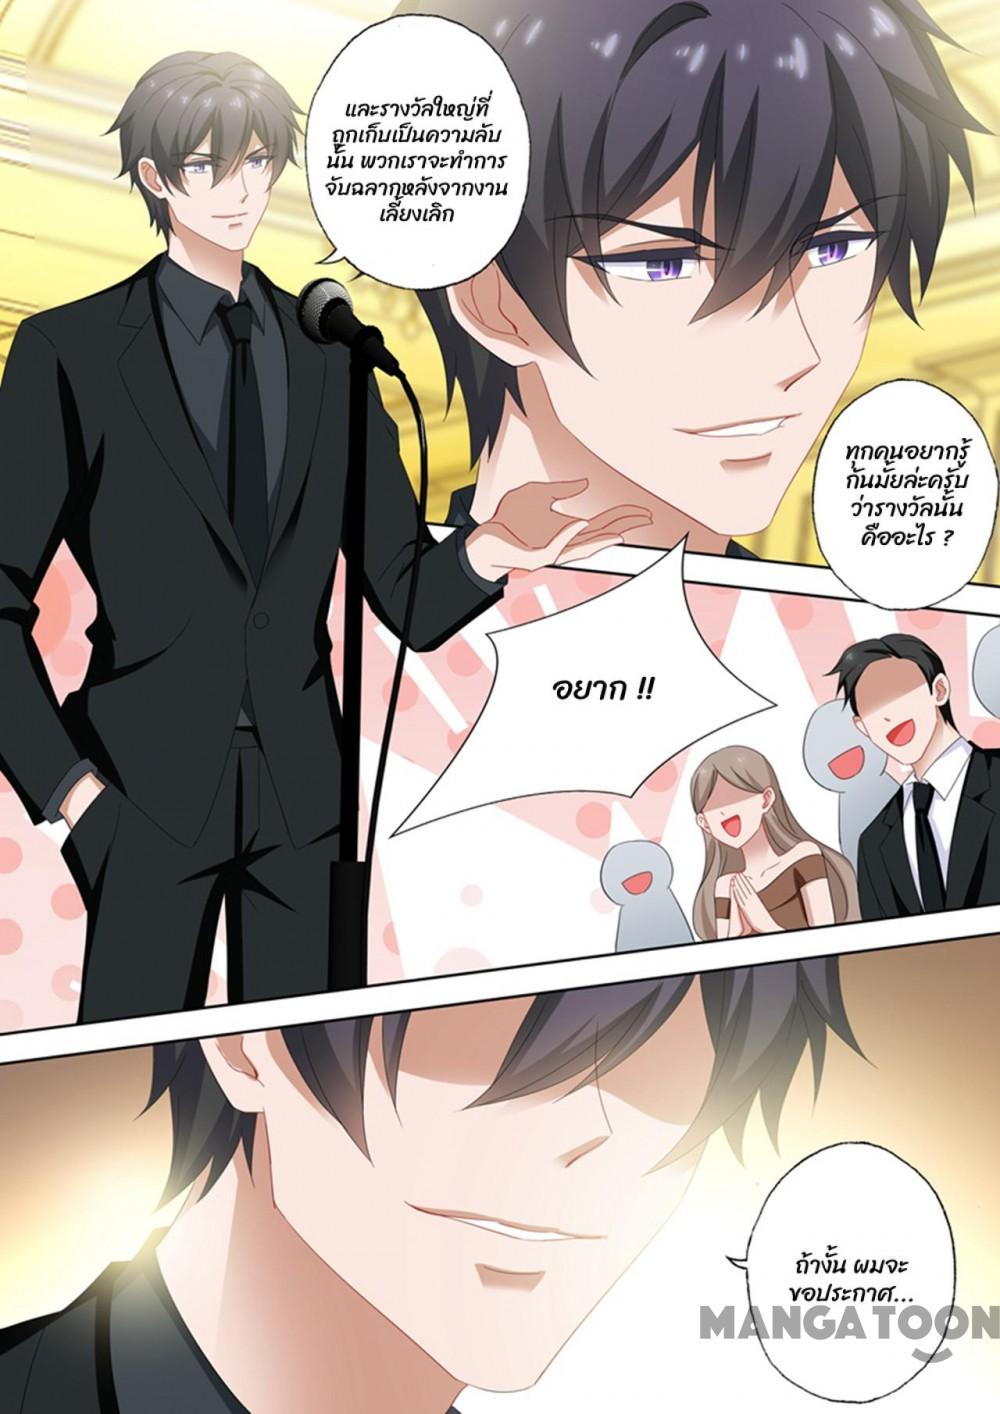 และรางวัลใหญ่ที่
ถูกเก็บเป็นความลับ
นั้น พวกเราจะทำการ
จับฉลากหลังจากงาน
เลี้ยงเลิก
ทุกคนอยากรู้
กันมั้ยล่ะครับ
ว่ารางวัลนั้น
คืออะไร ?
อยาก !!
ถ้างั้น ผมจะ
ขอประกาศ...
MANGATOON